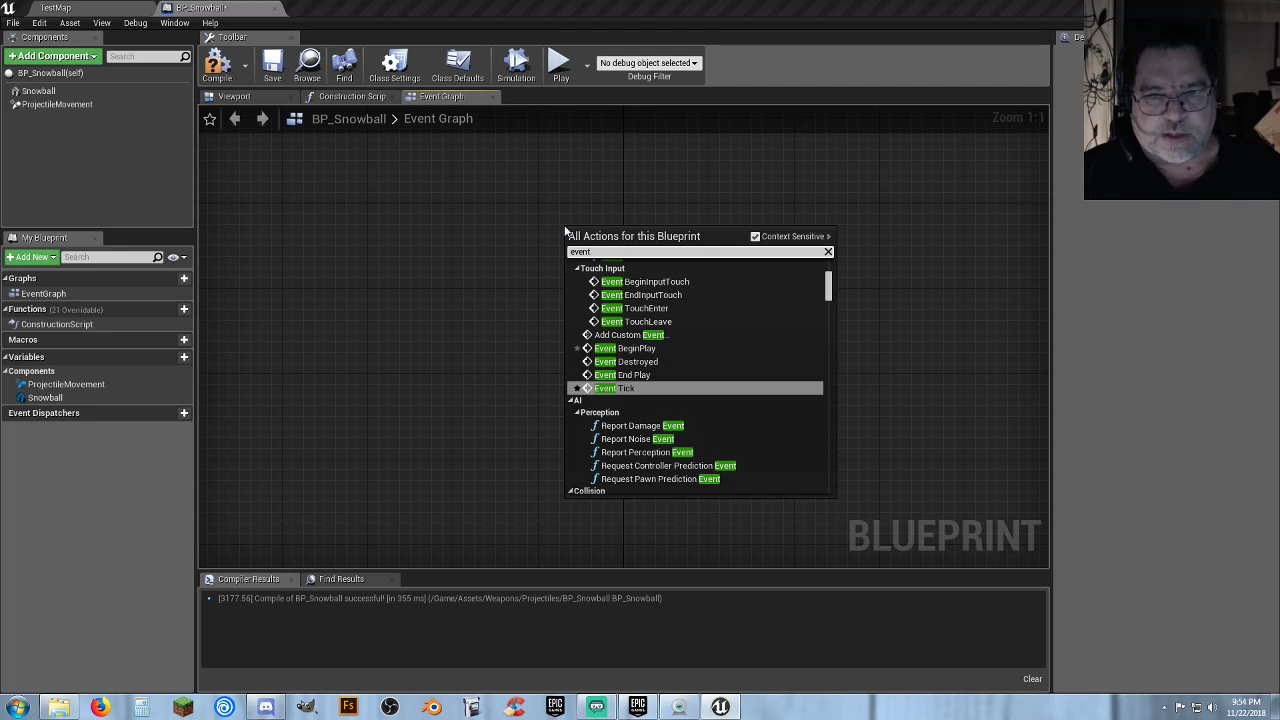 TestMap
BP_Snowball*
File Edit Asset View Debug Window Help
Components
Toolbar
+Add Component
Search
BP_Snowball(self)
Snowball
ProjectileMovement
Compile
Save
Browse
Find
Class Settings
Class Defaults
Simulation
Play
No debug object selected
Debug Filter
Viewport
Construction Scrip
Event Graph
BP_Snowball > Event Graph
Zoom 1:1
My Blueprint
+Add New
Search
Graphs
EventGraph
Functions (21 Overridable)
ConstructionScript
Macros
Variables
Components
ProjectileMovement
Snowball
Event Dispatchers
All Actions for this Blueprint
Context Sensitive
event
Touch Input
Event BeginInputTouch
Event EndInputTouch
Event TouchEnter
Event TouchLeave
Add Custom Event...
Event BeginPlay
Event Destroyed
Event End Play
Event Tick
AI
Perception
Report Damage Event
Report Noise Event
Report Perception Event
Request Controller Prediction Event
Request Pawn Prediction Event
Collision
BLUEPRINT
Compiler Results
Find Results
[3177.56] Compile of BP_Snowball successful! [in 355 ms] (/Game/Assets/Weapons/Projectiles/BP_Snowball.BP_Snowball)
Clear
De
Fs
EPIC GAMES
EPIC GAMES
9:54 PM
11/22/2018